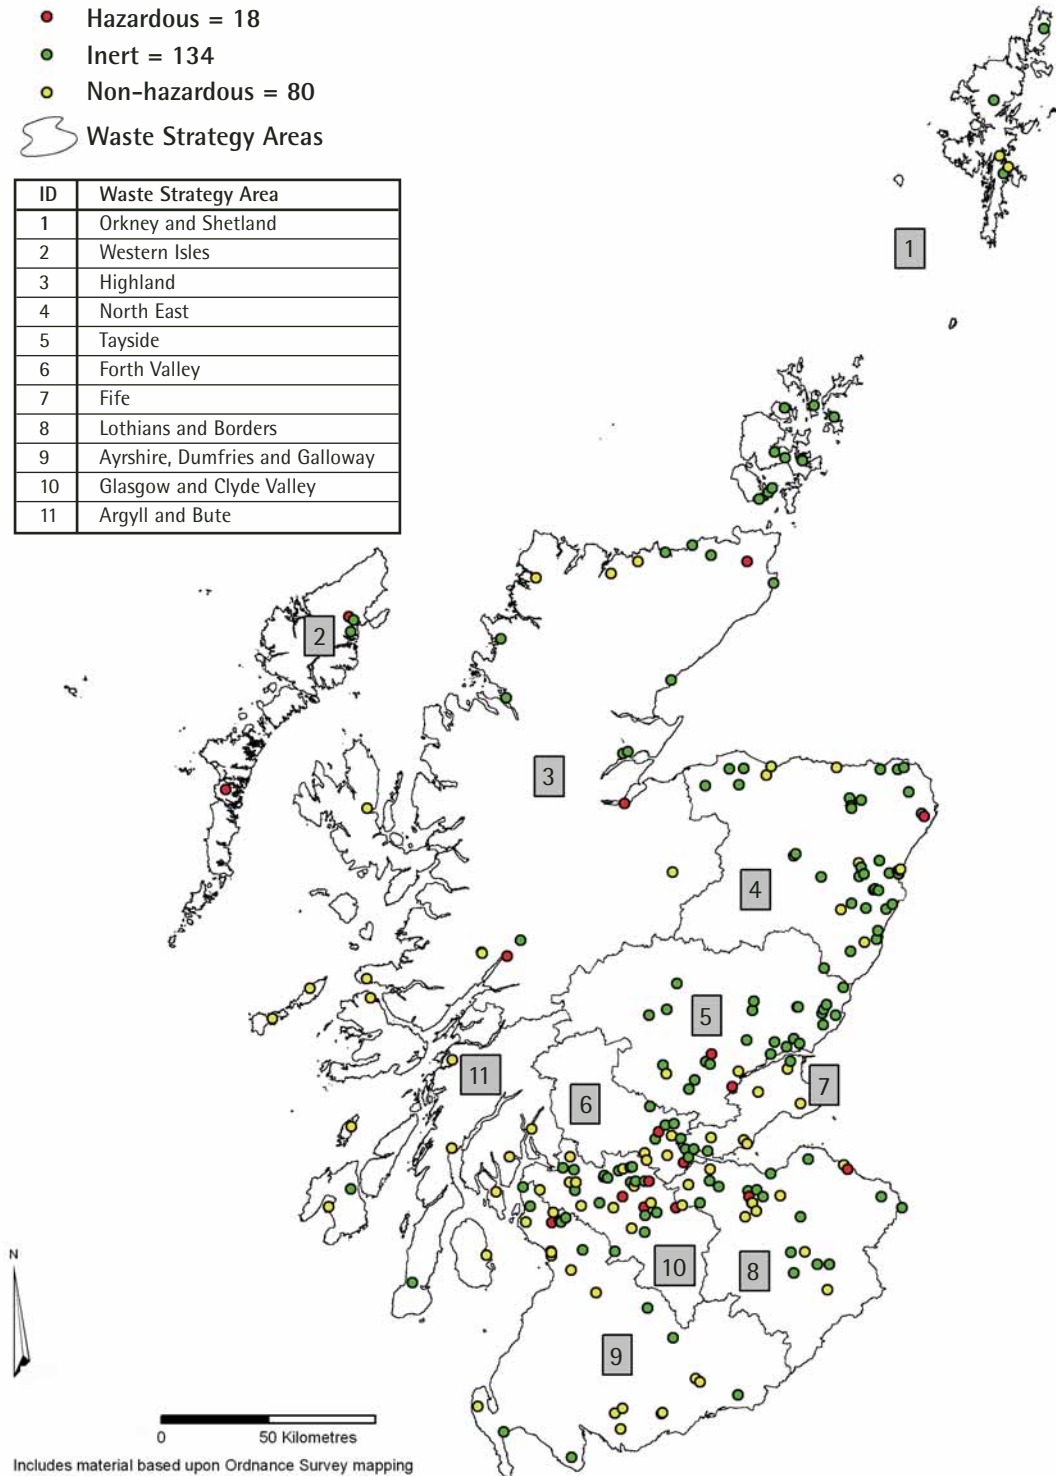 Hazardous = 18
Inert = 134
Non-hazardous = 80
Waste Strategy Areas
ID Waste Strategy Area
1 Orkney and Shetland
2 Western Isles
3 Highland
4 North East
5 Tayside
6 Forth Valley
7 Fife
8 Lothians and Borders
9 Ayrshire, Dumfries and Galloway
10 Glasgow and Clyde Valley
11 Argyll and Bute
1
2
3
4
5
11
6
7
10
8
9
N
0 50 Kilometres
Includes material based upon Ordnance Survey mapping